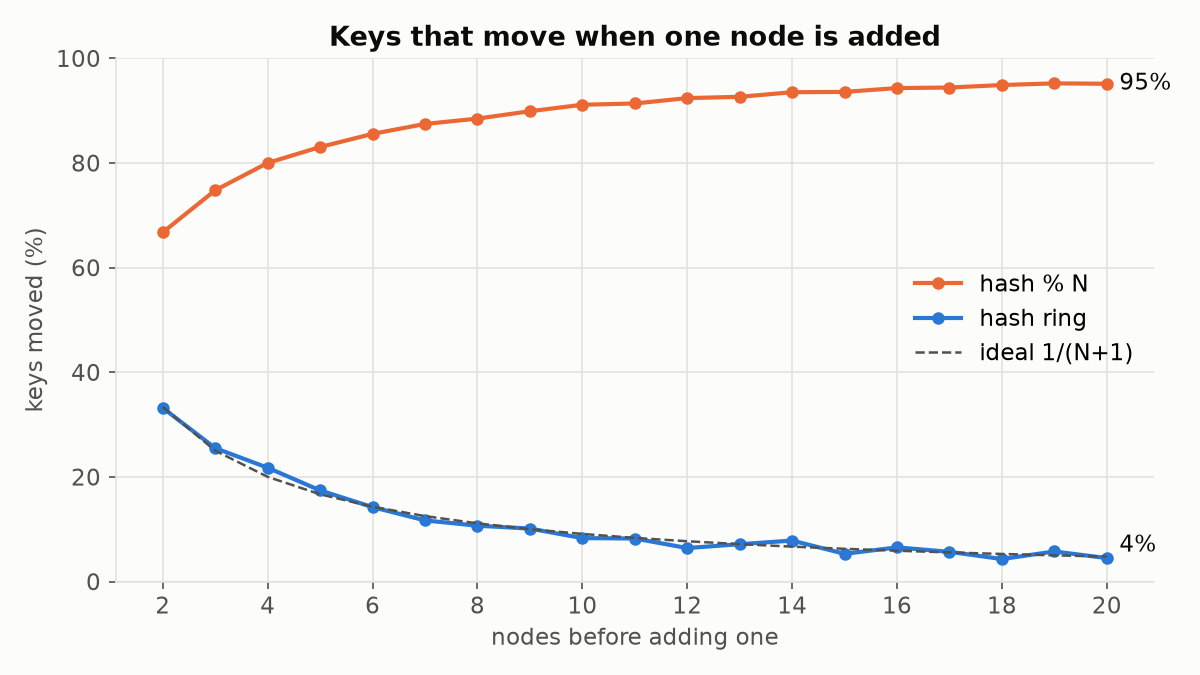 Keys that move when one node is added
100
80
60
40
20
0
keys moved (%)
95%
hash % N
hash ring
ideal 1/(N+1)
4%
2 4 6 8 10 12 14 16 18 20
nodes before adding one